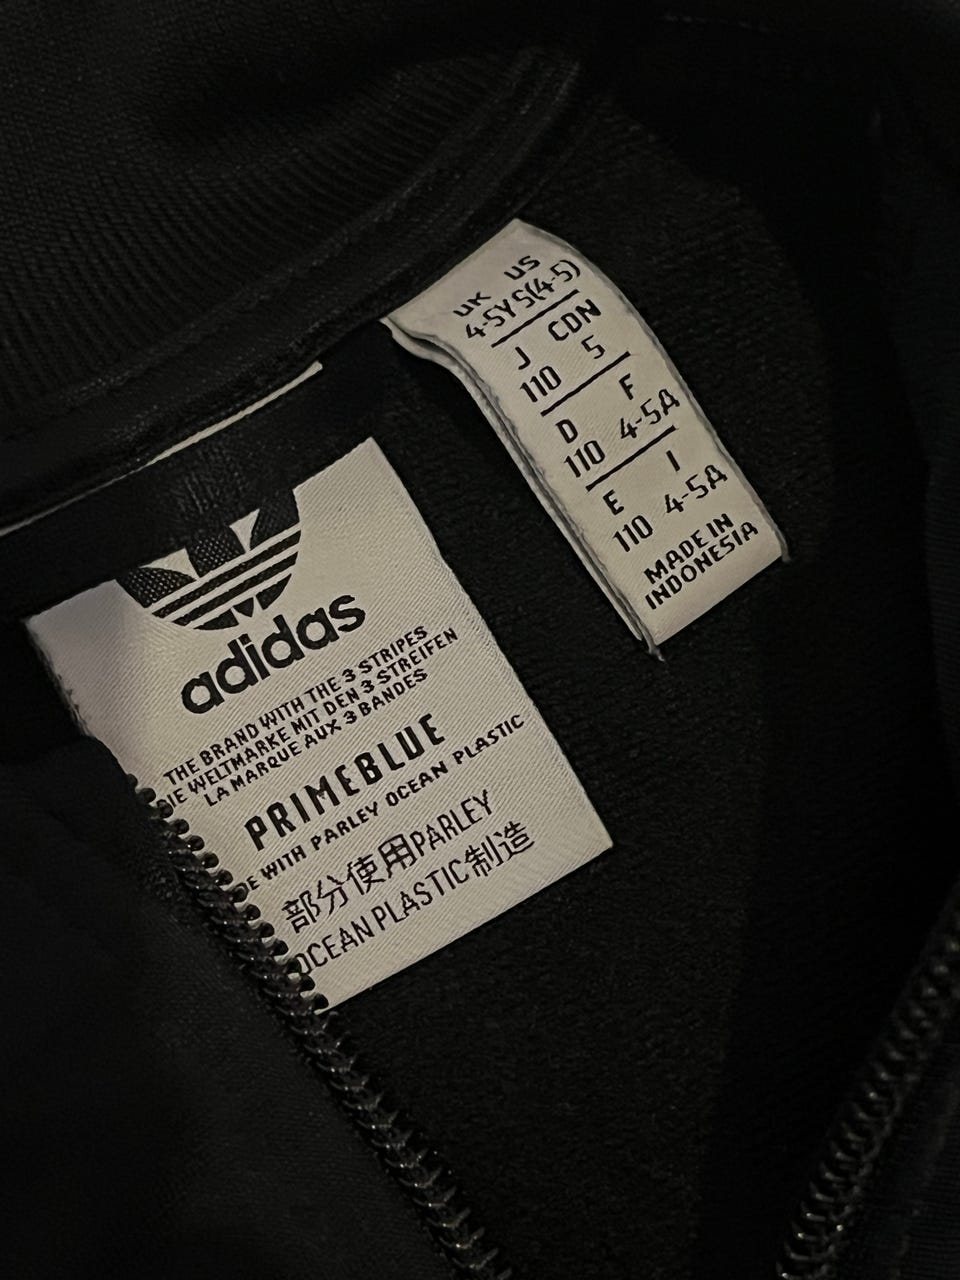 adidas
THE BRAND WITH THE 3 STRIPES
DIE WELTMARKE MIT DEN 3 STREIFEN
LA MARQUE AUX 3 BANDES
PRIMEBLUE
WITH PARLEY OCEAN PLASTIC
部分使用PARLEY
OCEAN PLASTIC制造
UK US
4-5Y S(4-5)
J CDN
110 5
D F
110 4-5A
E I
110 4-5A
MADE IN
INDONESIA